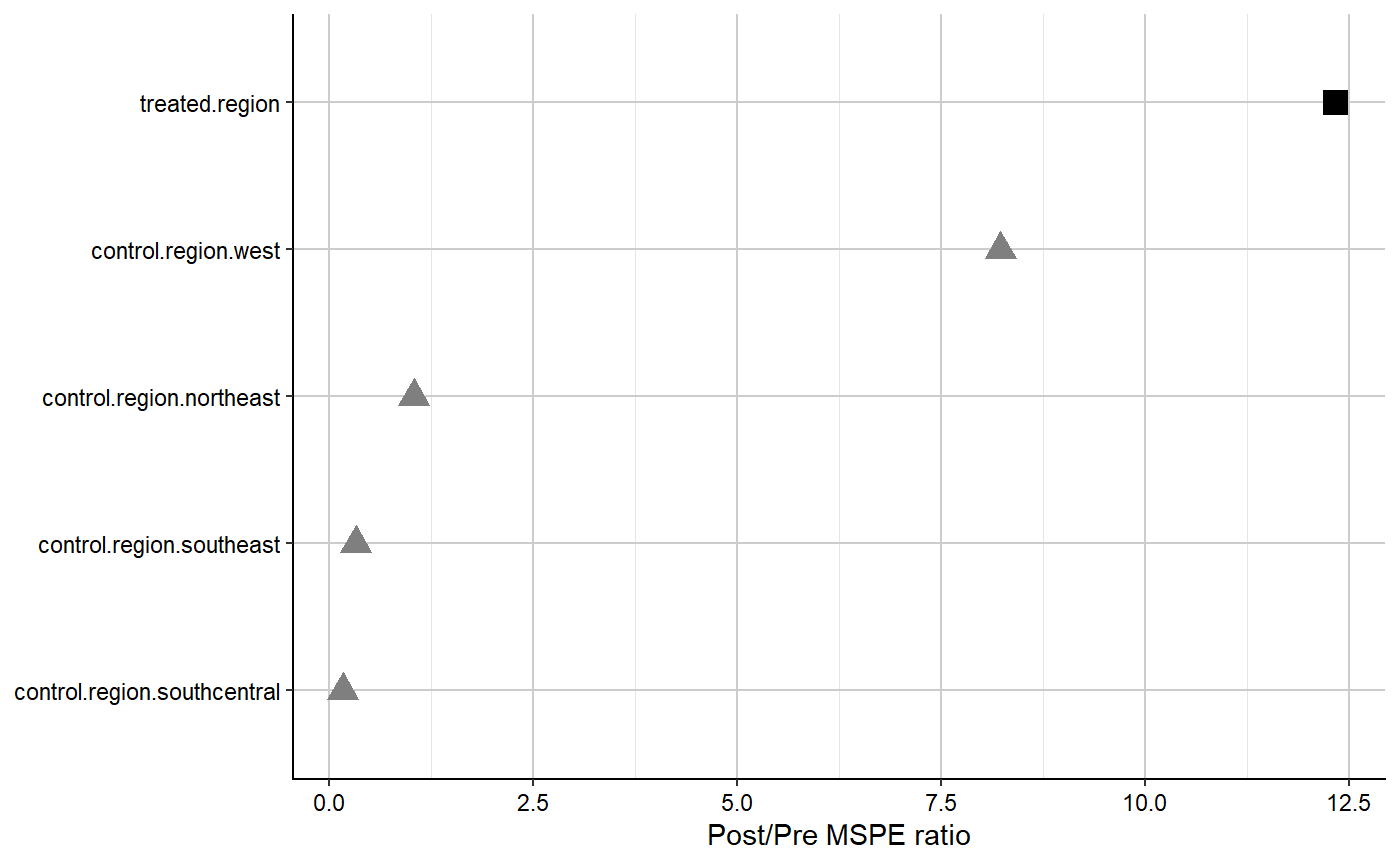 treated.region
control.region.west
control.region.northeast
control.region.southeast
control.region.southcentral
0.0 2.5 5.0 7.5 10.0 12.5
Post/Pre MSPE ratio